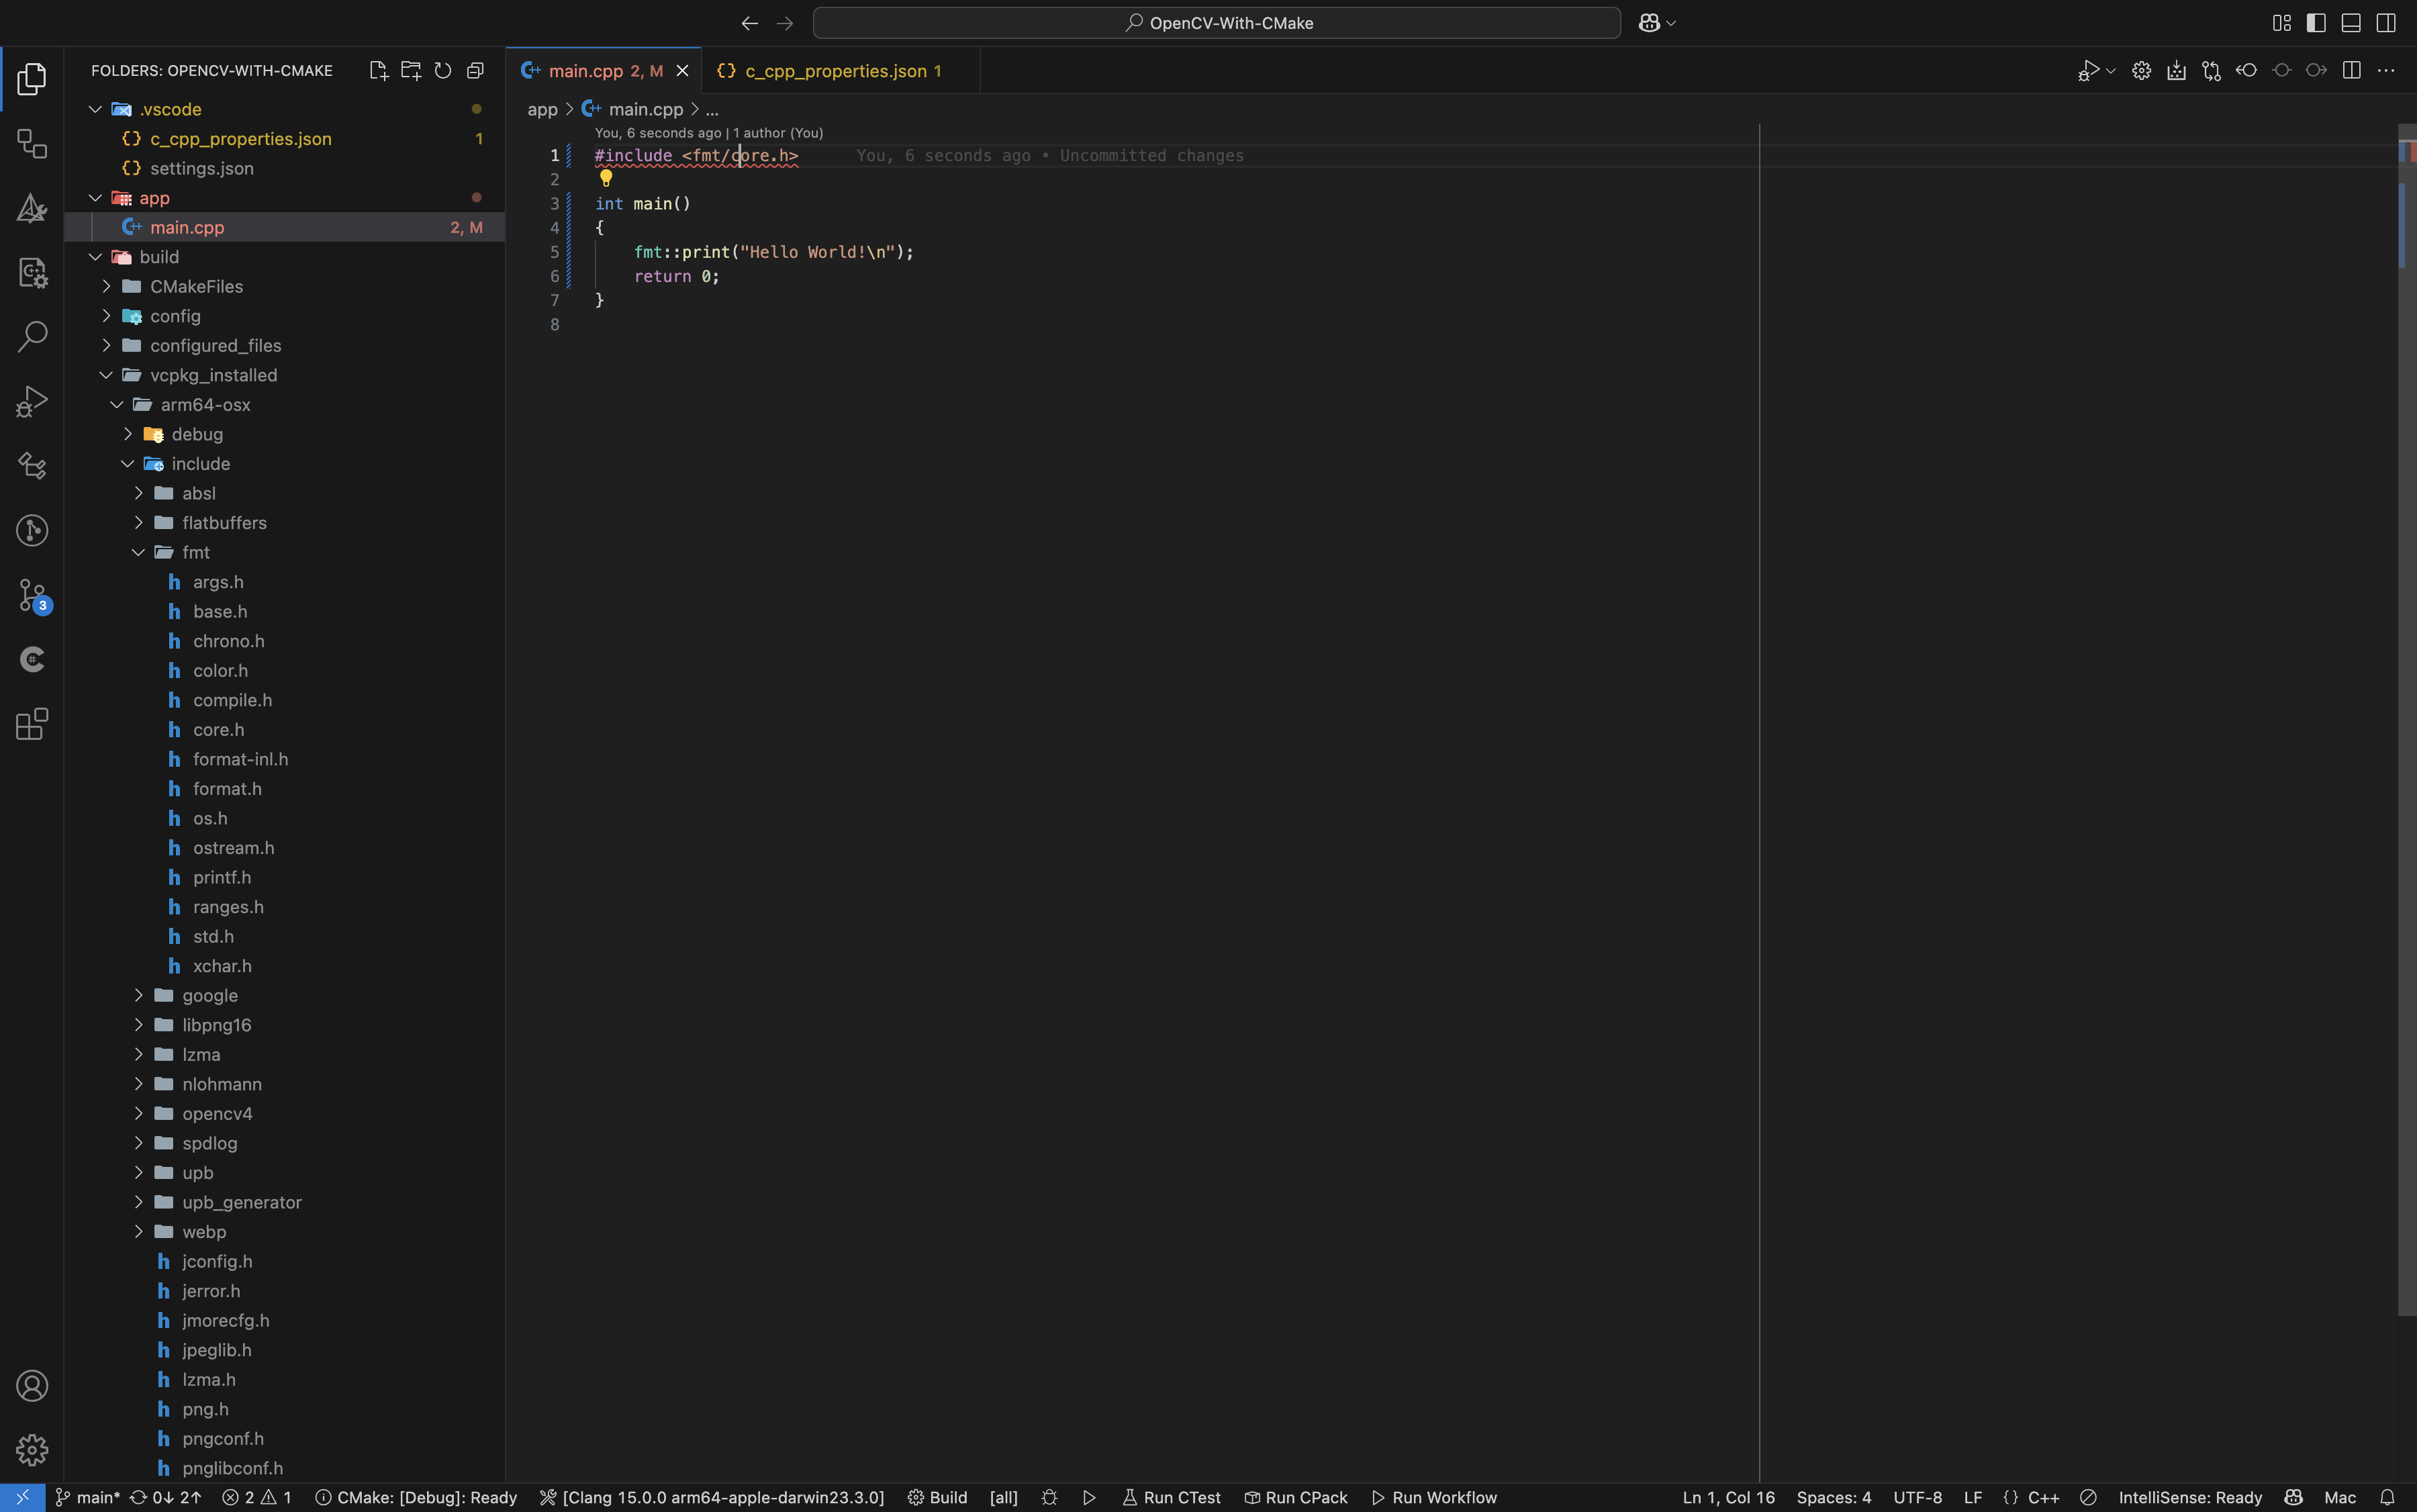 OpenCV-With-CMake
FOLDERS: OPENCV-WITH-CMAKE
.vscode
c_cpp_properties.json 1
settings.json
app
main.cpp 2, M
build
CMakeFiles
config
configured_files
vcpkg_installed
arm64-osx
debug
include
absl
flatbuffers
fmt
args.h
base.h
chrono.h
color.h
compile.h
core.h
format-inl.h
format.h
os.h
ostream.h
printf.h
ranges.h
std.h
xchar.h
google
libpng16
lzma
nlohmann
opencv4
spdlog
upb
upb_generator
webp
jconfig.h
jerror.h
jmorecfg.h
jpeglib.h
lzma.h
png.h
pngconf.h
pnglibconf.h
3
main.cpp 2, M
c_cpp_properties.json 1
app > main.cpp > ...
You, 6 seconds ago | 1 author (You)
1 #include <fmt/core.h> You, 6 seconds ago • Uncommitted changes
2
3 int main()
4 {
5 fmt::print("Hello World!\n");
6 return 0;
7 }
8
main* 0↓ 2↑ 2 1 CMake: [Debug]: Ready [Clang 15.0.0 arm64-apple-darwin23.3.0] Build [all] Run CTest Run CPack Run Workflow Ln 1, Col 16 Spaces: 4 UTF-8 LF {} C++ IntelliSense: Ready Mac